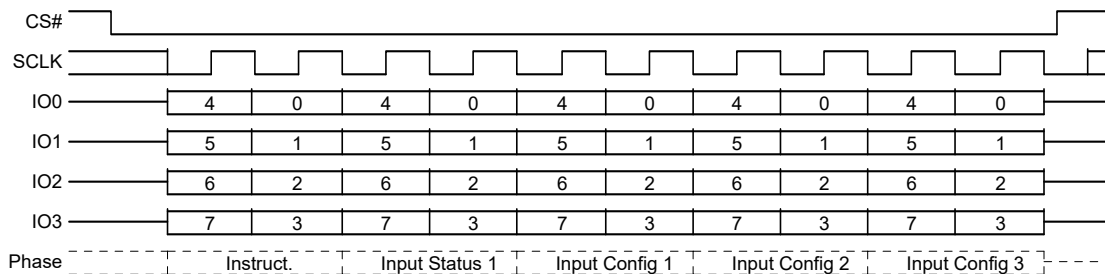 CS#
SCLK
IO0 4 0 4 0 4 0 4 0 4 0
IO1 5 1 5 1 5 1 5 1 5 1
IO2 6 2 6 2 6 2 6 2 6 2
IO3 7 3 7 3 7 3 7 3 7 3
Phase Instruct. Input Status 1 Input Config 1 Input Config 2 Input Config 3